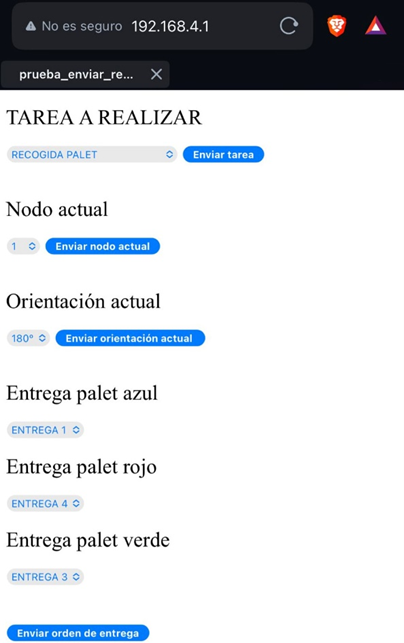 No es seguro 192.168.4.1
prueba_enviar_re...
TAREA A REALIZAR
RECOGIDA PALET Enviar tarea
Nodo actual
1 Enviar nodo actual
Orientación actual
180° Enviar orientación actual
Entrega palet azul
ENTREGA 1
Entrega palet rojo
ENTREGA 4
Entrega palet verde
ENTREGA 3
Enviar orden de entrega